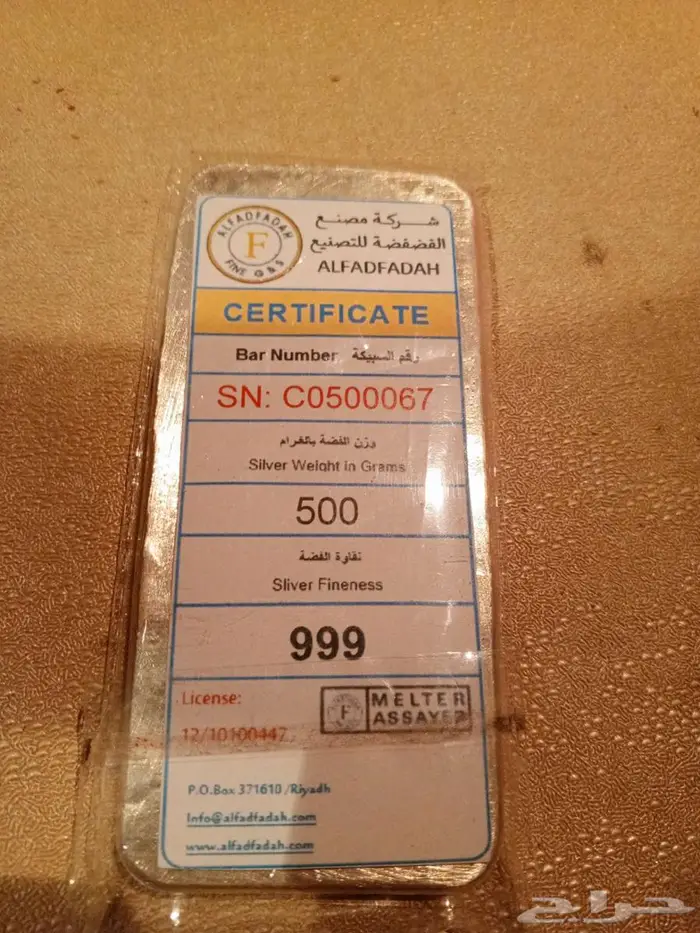 ALFADFADAH
F
FINE G & S
شركة مصنع
الفضفضة للتصنيع
ALFADFADAH
CERTIFICATE
Bar Number رقم السبيكة
SN: C0500067
وزن الفضة بالغرام
Silver Weight in Grams
500
نقاوة الفضة
Sliver Fineness
999
License:
12/10100447
F
MELTER
ASSAYER
P.O.Box 371610 /Riyadh
Info@alfadfadah.com
www.alfadfadah.com
حراج